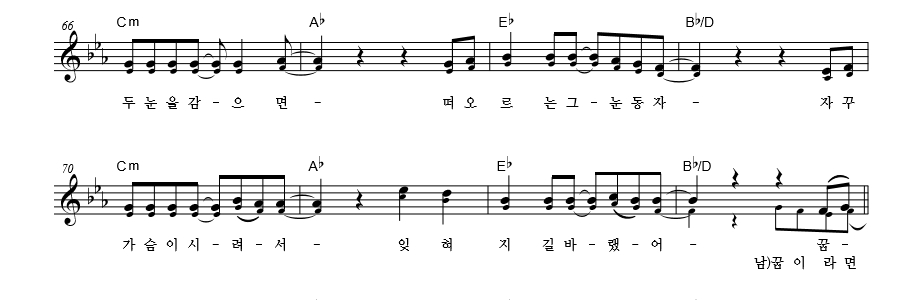 66 Cm A♭ E♭ B♭/D
두 눈 을 감 - 으 면 - 떠 오 르 는 그 - 눈 동 자 - 자 꾸
70 Cm A♭ E♭ B♭/D
가 슴 이 시 - 려 - 서 - 잊 혀 지 길 바 - 랬 - 어 - 꿈 -
남)꿈 이 라 면